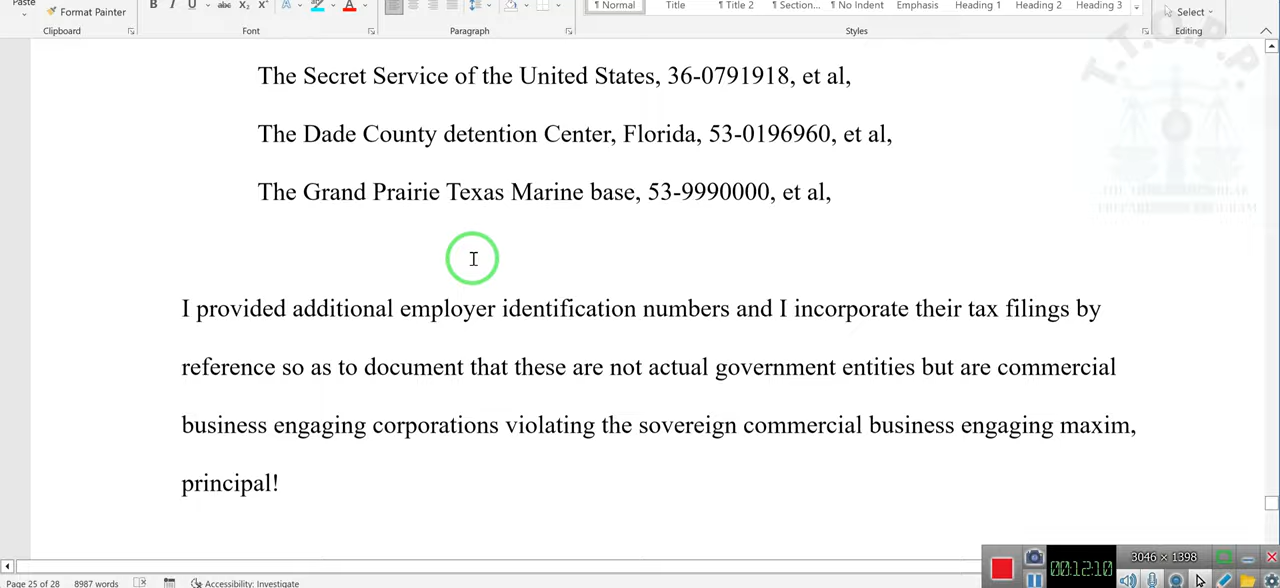 Paste
Format Painter
B I U abc X₂ X² A A
¶ Normal Title ¶ Title 2 ¶ Section... ¶ No Indent Emphasis Heading 1 Heading 2 Heading 3
Select
Clipboard Font Paragraph Styles Editing
T.T.O.P.P.
The Secret Service of the United States, 36-0791918, et al,
The Dade County detention Center, Florida, 53-0196960, et al,
The Grand Prairie Texas Marine base, 53-9990000, et al,
PREPAREDNESS PROGRAM
I provided additional employer identification numbers and I incorporate their tax filings by
reference so as to document that these are not actual government entities but are commercial
business engaging corporations violating the sovereign commercial business engaging maxim,
principal!
3046 × 1398
00:12:10
Page 25 of 28 8987 words Accessibility: Investigate